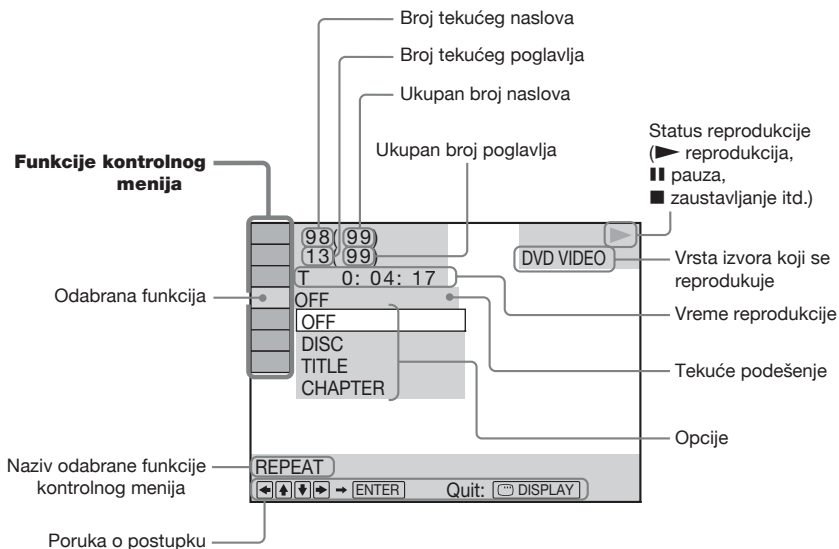 Broj tekućeg naslova
Broj tekućeg poglavlja
Ukupan broj naslova
Ukupan broj poglavlja
Status reprodukcije
(▶ reprodukcija,
⏸ pauza,
■ zaustavljanje itd.)
Funkcije kontrolnog
menija
98(99)
13(99)
DVD VIDEO
Vrsta izvora koji se
reprodukuje
T 0: 04: 17
Vreme reprodukcije
Odabrana funkcija
OFF
OFF
DISC
TITLE
CHAPTER
Tekuće podešenje
Opcije
Naziv odabrane funkcije
kontrolnog menija
REPEAT
←↑↓→ → ENTER Quit: DISPLAY
Poruka o postupku